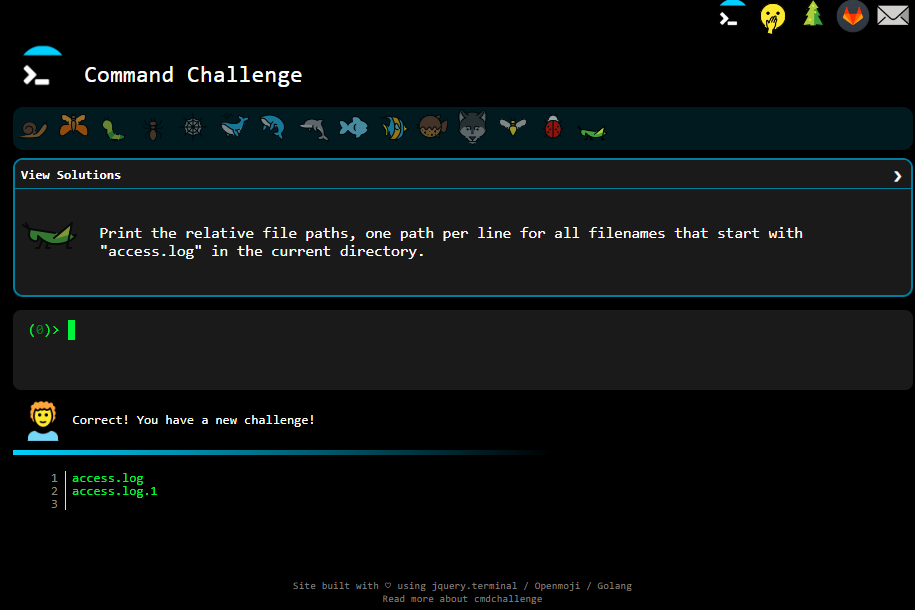 Command Challenge
View Solutions
Print the relative file paths, one path per line for all filenames that start with
"access.log" in the current directory.
(0)>
Correct! You have a new challenge!
1 access.log
2 access.log.1
3
Site built with ♡ using jquery.terminal / Openmoji / Golang
Read more about cmdchallenge